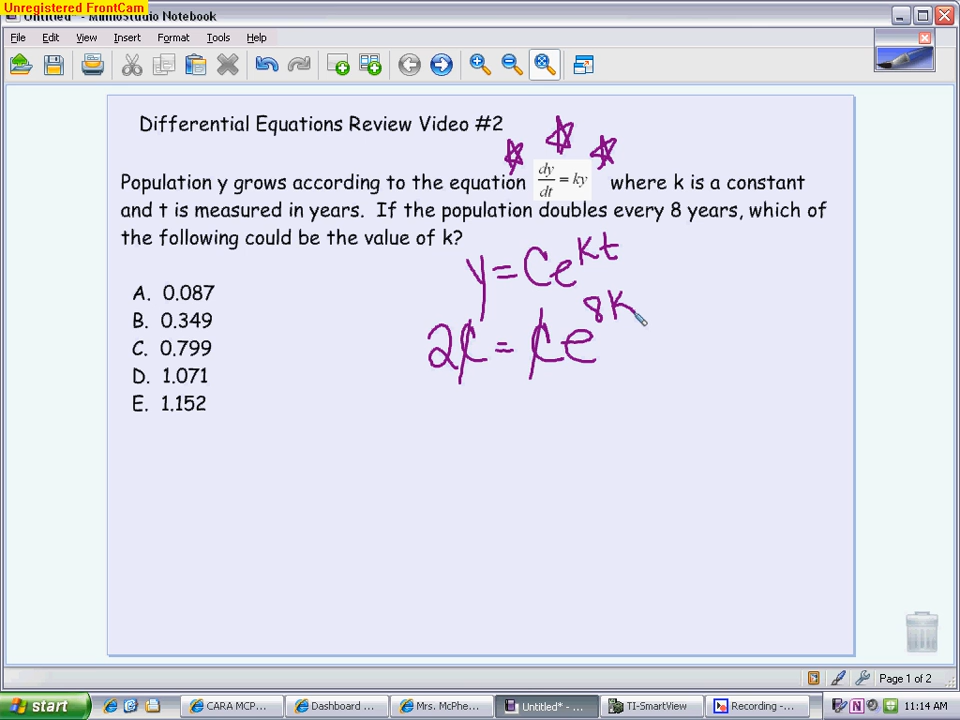 Unregistered FrontCam
Untitled* - MimioStudio Notebook
File Edit View Insert Format Tools Help
Differential Equations Review Video #2
Population y grows according to the equation dy/dt = ky where k is a constant
and t is measured in years. If the population doubles every 8 years, which of
the following could be the value of k?
y = Ce^kt
A. 0.087
B. 0.349
2C = Ce^8k
C. 0.799
D. 1.071
E. 1.152
Page 1 of 2
start CARA MCP... Dashboard ... Mrs. McPhe... Untitled* - ... TI-SmartView Recording -... 11:14 AM